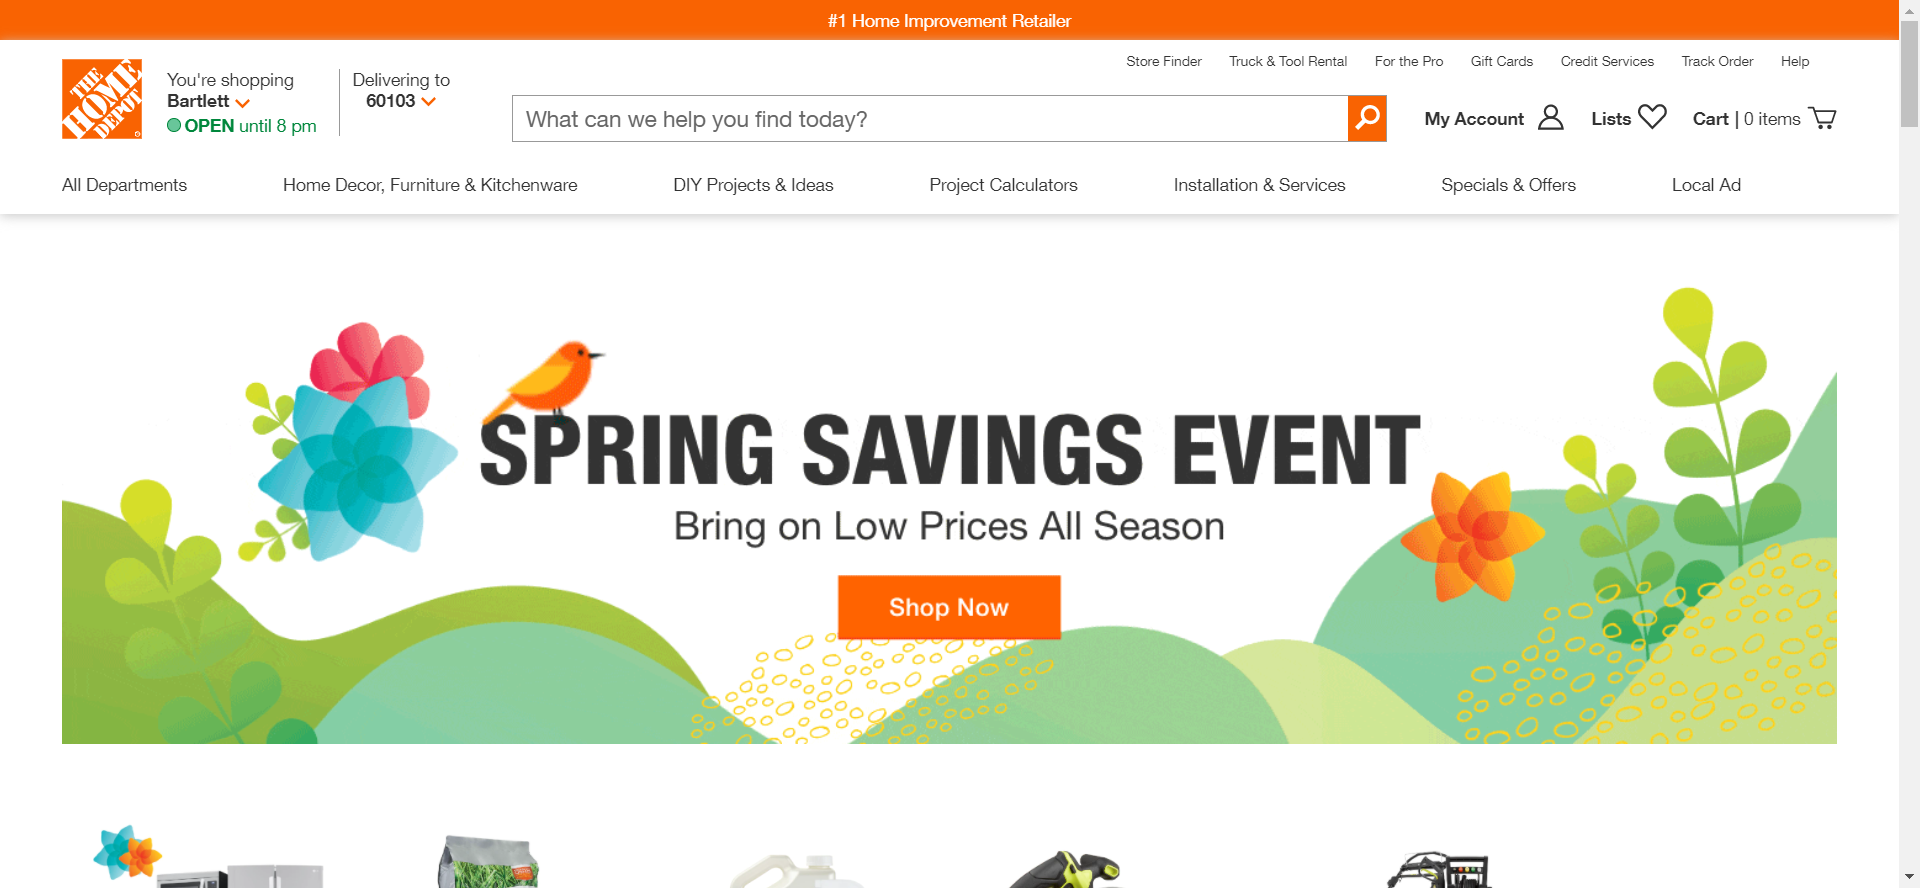 #1 Home Improvement Retailer
Store Finder
Truck & Tool Rental
For the Pro
Gift Cards
Credit Services
Track Order
Help
THE
HOME
DEPOT
You're shopping
Bartlett
OPEN until 8 pm
Delivering to
60103
What can we help you find today?
My Account
Lists
Cart | 0 items
All Departments
Home Decor, Furniture & Kitchenware
DIY Projects & Ideas
Project Calculators
Installation & Services
Specials & Offers
Local Ad
SPRING SAVINGS EVENT
Bring on Low Prices All Season
Shop Now